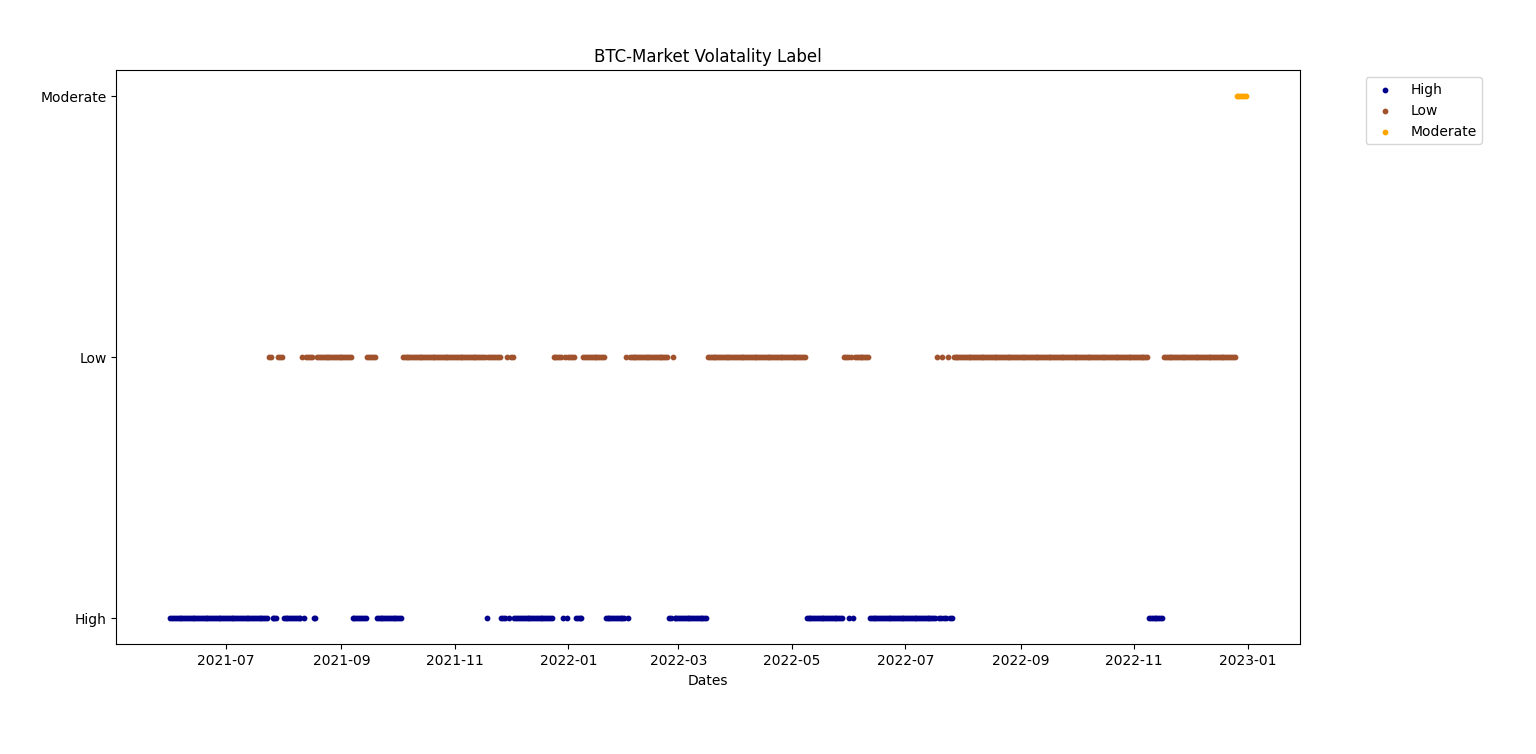 BTC-Market Volatality Label
Moderate
Low
High
2021-07
2021-09
2021-11
2022-01
2022-03
2022-05
2022-07
2022-09
2022-11
2023-01
Dates
High
Low
Moderate